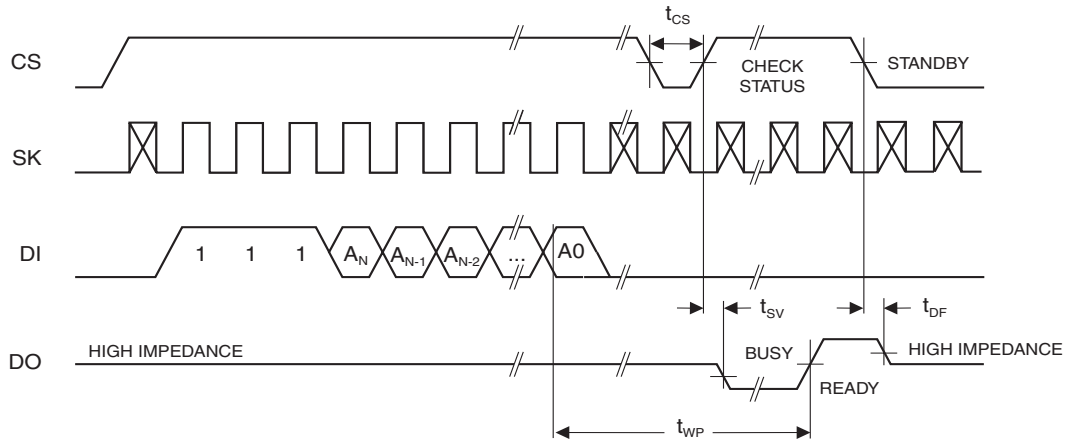 t_CS
CS
CHECK
STATUS
STANDBY
SK
DI
1 1 1 A_N A_N-1 A_N-2 ... A0
t_SV
t_DF
DO
HIGH IMPEDANCE
BUSY
READY
HIGH IMPEDANCE
t_WP